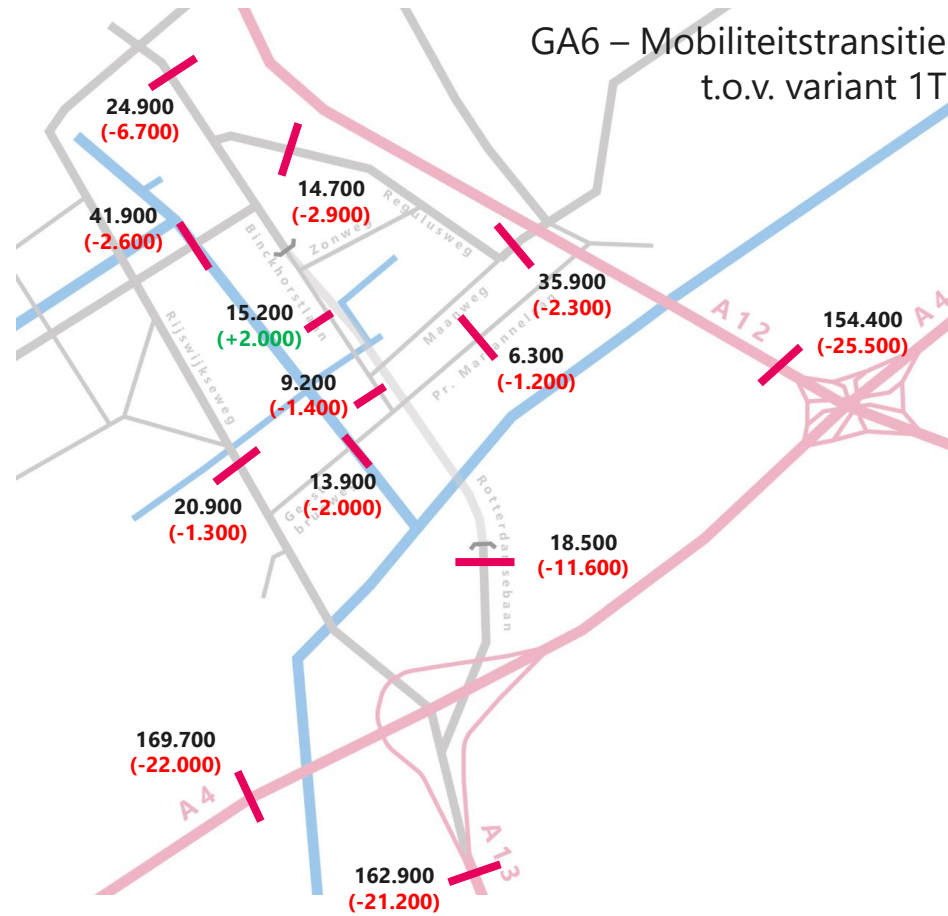 GA6 – Mobiliteitstransitie
t.o.v. variant 1T
24.900
(-6.700)
14.700
(-2.900)
Regulusweg
Zonweg
41.900
(-2.600)
Binckhorstlaan
35.900
(-2.300)
15.200
(+2.000)
Maanweg
A12
A4
154.400
(-25.500)
Rijswijkseweg
6.300
(-1.200)
9.200
(-1.400)
13.900
(-2.000)
20.900
(-1.300)
Rotterdamsebaan
18.500
(-11.600)
169.700
(-22.000)
A4
A13
162.900
(-21.200)